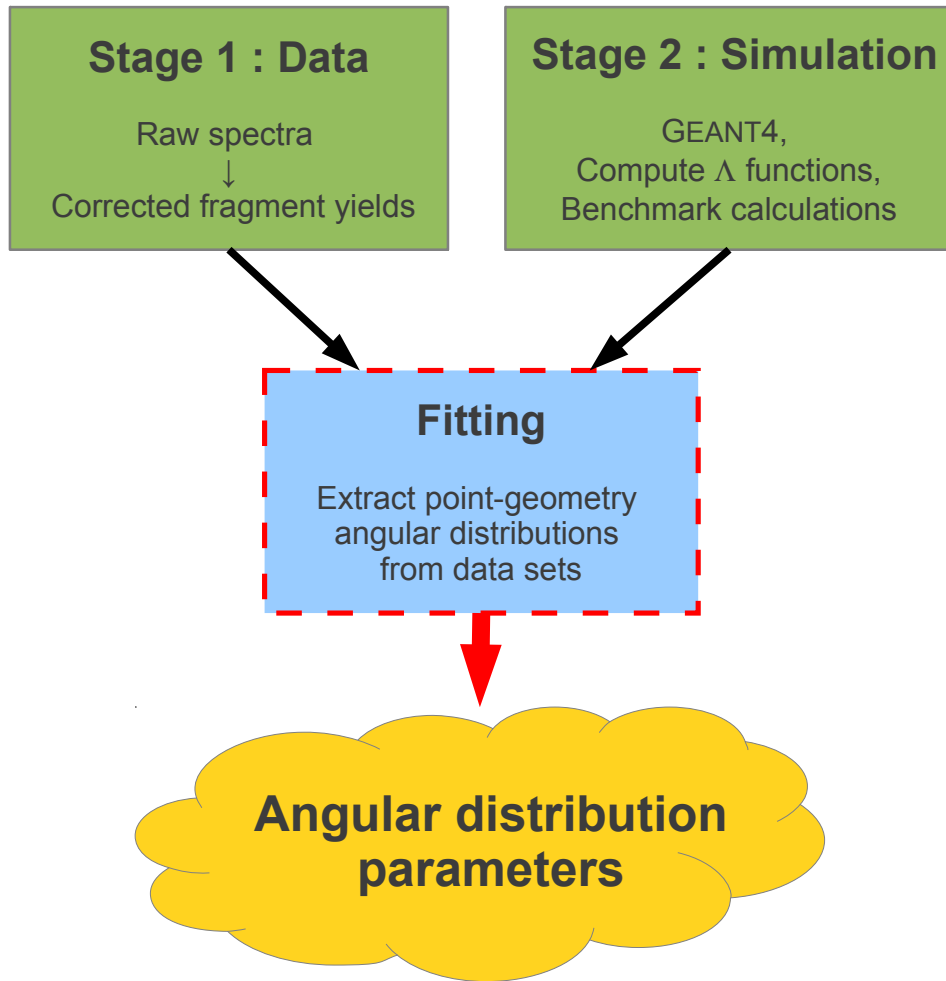 Stage 1 : Data
Raw spectra
↓
Corrected fragment yields
Stage 2 : Simulation
GEANT4,
Compute Λ functions,
Benchmark calculations
Fitting
Extract point-geometry
angular distributions
from data sets
Angular distribution
parameters